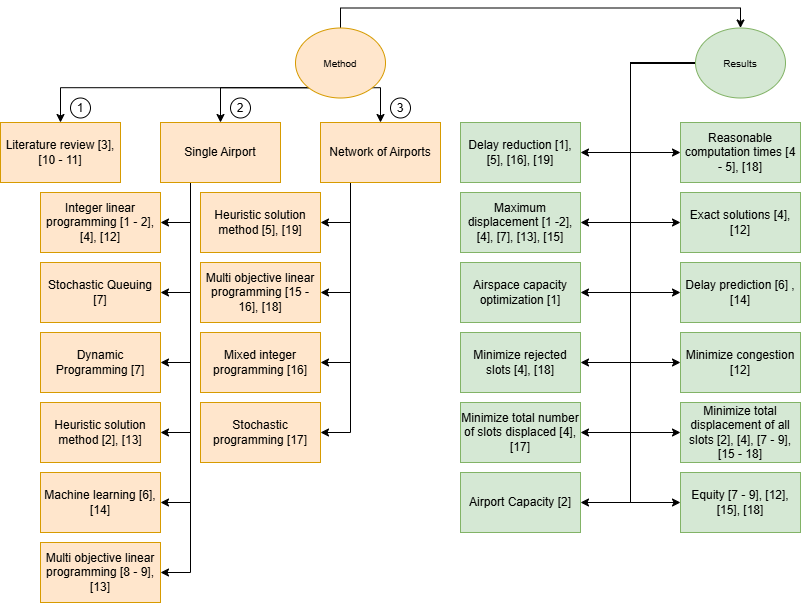 Method
Results
1
2
3
Literature review [3],
[10 - 11]
Single Airport
Network of Airports
Integer linear
programming [1 - 2],
[4], [12]
Stochastic Queuing
[7]
Dynamic
Programming [7]
Heuristic solution
method [2], [13]
Machine learning [6],
[14]
Multi objective linear
programming [8 - 9],
[13]
Heuristic solution
method [5], [19]
Multi objective linear
programming [15 -
16], [18]
Mixed integer
programming [16]
Stochastic
programming [17]
Delay reduction [1],
[5], [16], [19]
Maximum
displacement [1 -2],
[4], [7], [13], [15]
Airspace capacity
optimization [1]
Minimize rejected
slots [4], [18]
Minimize total number
of slots displaced [4],
[17]
Airport Capacity [2]
Reasonable
computation times [4
- 5], [18]
Exact solutions [4],
[12]
Delay prediction [6] ,
[14]
Minimize congestion
[12]
Minimize total
displacement of all
slots [2], [4], [7 - 9],
[15 - 18]
Equity [7 - 9], [12],
[15], [18]